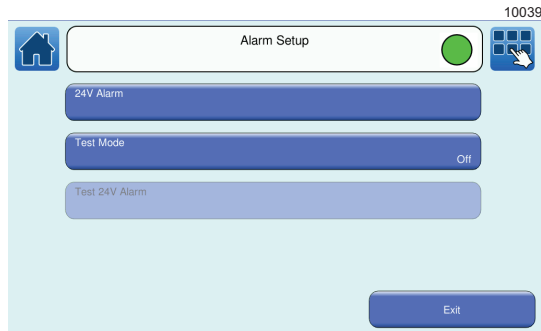 10039
Alarm Setup
24V Alarm
Test Mode
Off
Test 24V Alarm
Exit